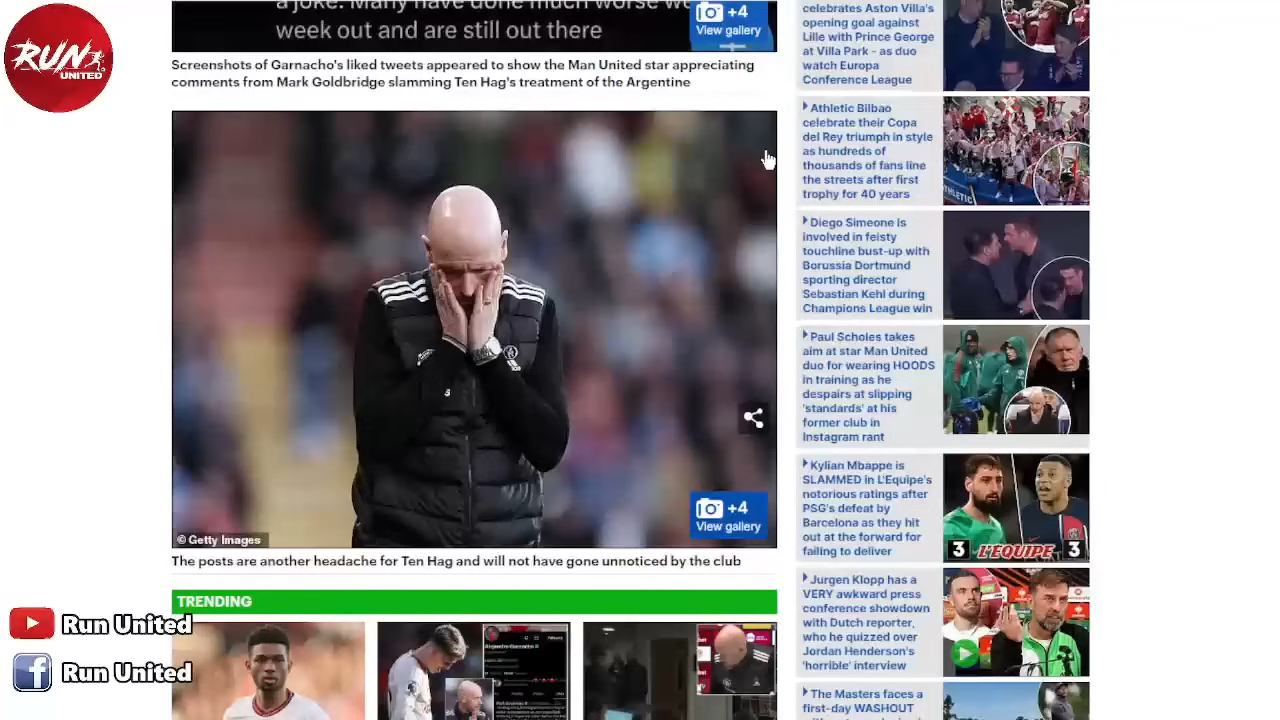 RUN
UNITED
a joke. Many have done much worse we
week out and are still out there
+4
View gallery
Screenshots of Garnacho's liked tweets appeared to show the Man United star appreciating
comments from Mark Goldbridge slamming Ten Hag's treatment of the Argentine
© Getty Images
+4
View gallery
The posts are another headache for Ten Hag and will not have gone unnoticed by the club
TRENDING
Run United
Run United
celebrates Aston Villa's
opening goal against
Lille with Prince George
at Villa Park - as duo
watch Europa
Conference League
Athletic Bilbao
celebrate their Copa
del Rey triumph in style
as hundreds of
thousands of fans line
the streets after first
trophy for 40 years
Diego Simeone is
involved in feisty
touchline bust-up with
Borussia Dortmund
sporting director
Sebastian Kehl during
Champions League win
Paul Scholes takes
aim at star Man United
duo for wearing HOODS
in training as he
despairs at slipping
'standards' at his
former club in
Instagram rant
Kylian Mbappe is
SLAMMED in L'Equipe's
notorious ratings after
PSG's defeat by
Barcelona as they hit
out at the forward for
failing to deliver
3 L'EQUIPE 3
Jurgen Klopp has a
VERY awkward press
conference showdown
with Dutch reporter,
who he quizzed over
Jordan Henderson's
'horrible' interview
The Masters faces a
first-day WASHOUT